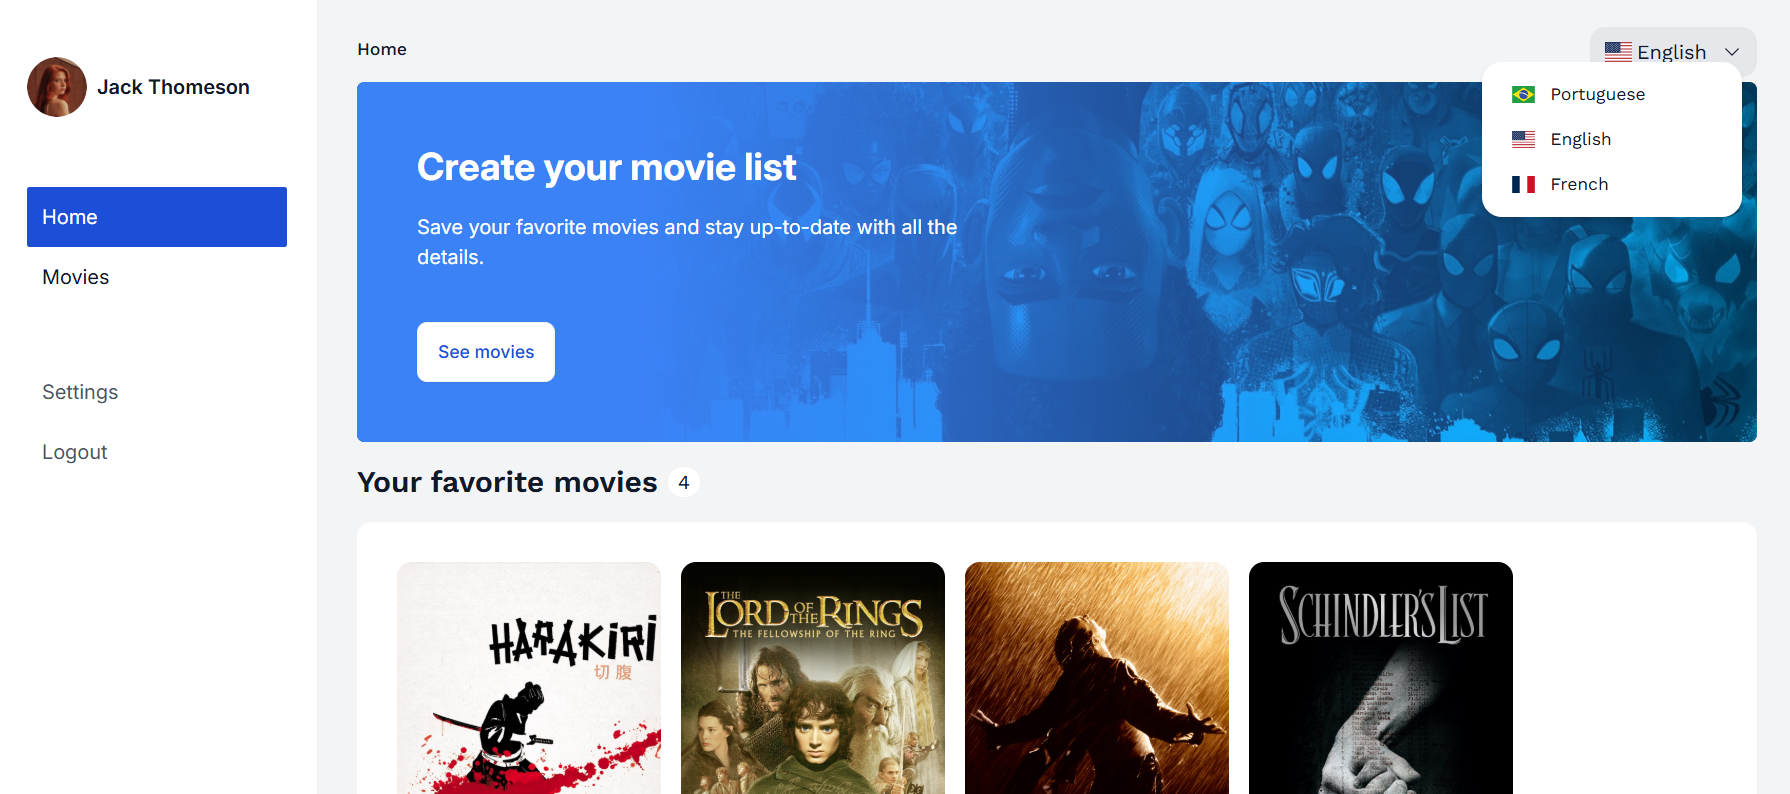 Jack Thomeson
Home
Movies
Settings
Logout
Home
English
Portuguese
English
French
Create your movie list
Save your favorite movies and stay up-to-date with all the
details.
See movies
Your favorite movies 4
HARAKIRI
切腹
THE
LORD OF THE RINGS
THE FELLOWSHIP OF THE RING
SCHINDLER'S LIST